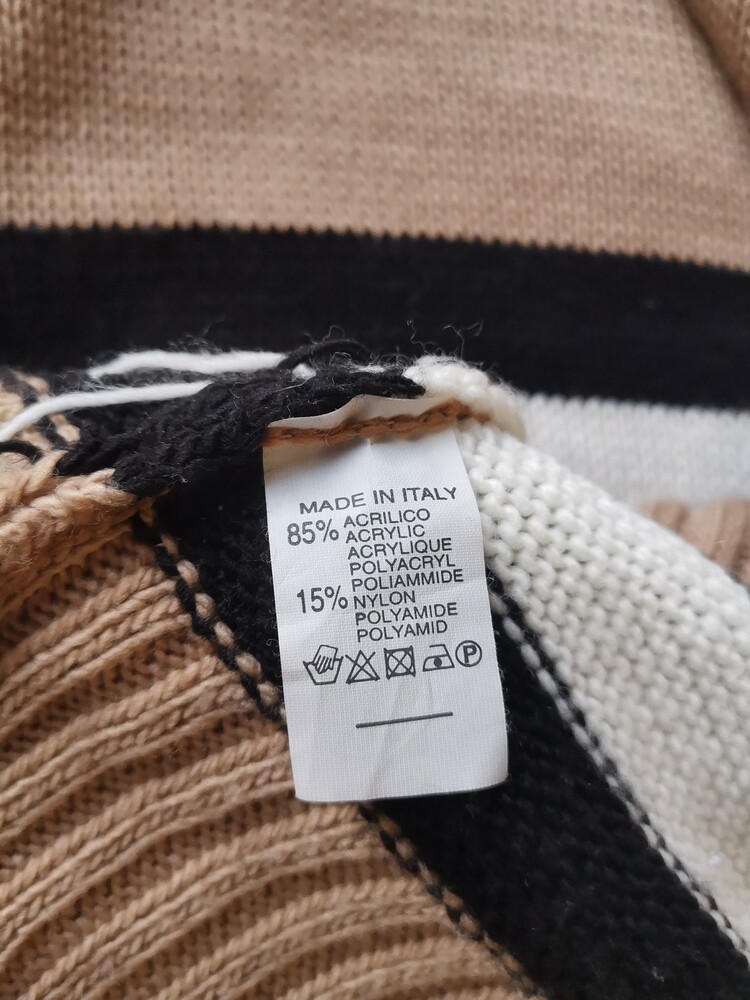 MADE IN ITALY
85% ACRILICO
ACRYLIC
ACRYLIQUE
POLYACRYL
15% POLIAMMIDE
NYLON
POLYAMIDE
POLYAMID
P